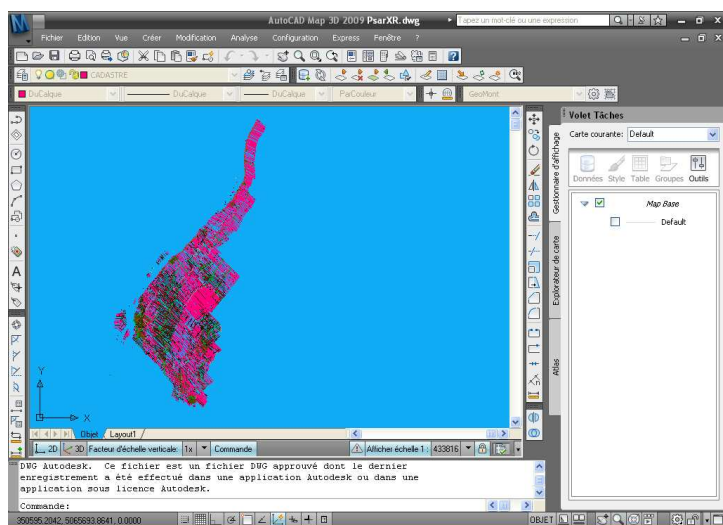 AutoCAD Map 3D 2009 PsarXR.dwg
Tapez un mot-clé ou une expression
Fichier Edition Vue Créer Modification Analyse Configuration Express Fenêtre ?
CADASTRE
DuCalque DuCalque DuCalque ParCouleur GeoMont
Volet Tâches
Carte courante: Default
Données Style Table Groupes Outils
Map Base
Default
Gestionnaire d'affichage
Explorateur de carte
Atlas
Y
X
Objet Layout1
2D 3D Facteur d'échelle verticale: 1x Commande Afficher échelle 1 : 433816
DWG Autodesk. Ce fichier est un fichier DWG approuvé dont le dernier
enregistrement a été effectué dans une application Autodesk ou dans une
application sous licence Autodesk.
Commande:
350595.2042, 5065693.8641, 0.0000 OBJET